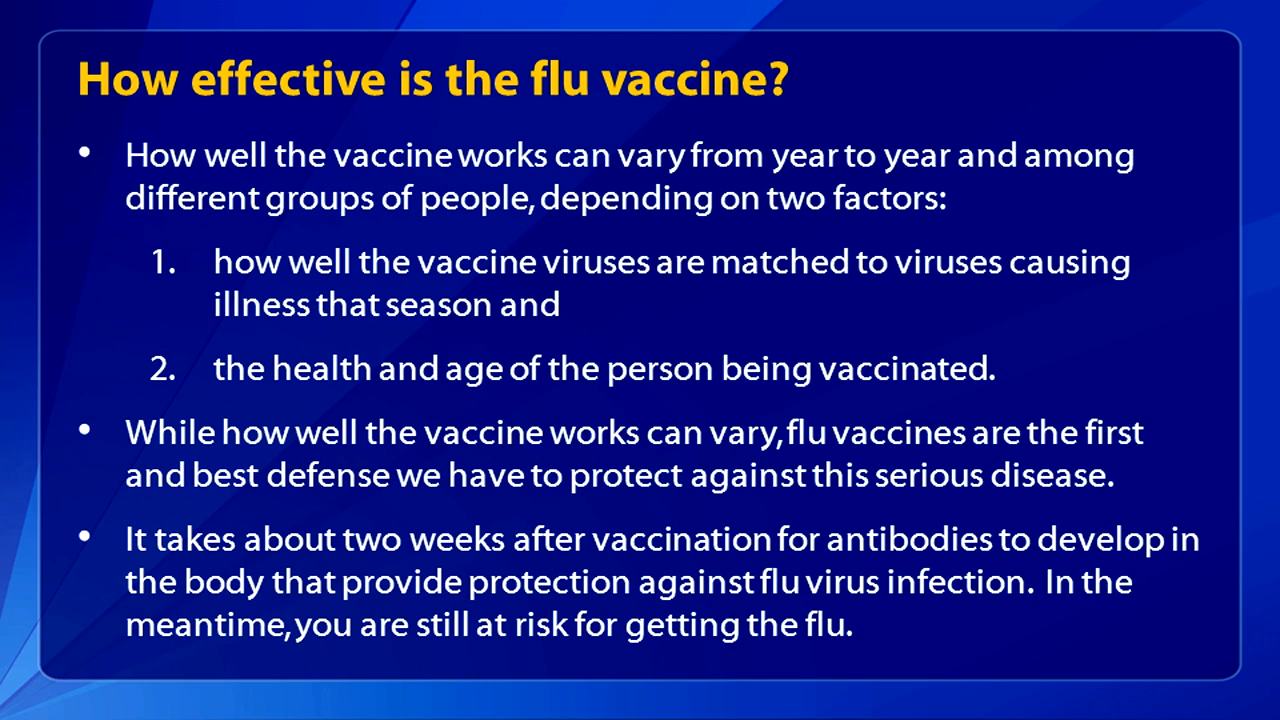 How effective is the flu vaccine?
• How well the vaccine works can vary from year to year and among
different groups of people, depending on two factors:
1. how well the vaccine viruses are matched to viruses causing
illness that season and
2. the health and age of the person being vaccinated.
• While how well the vaccine works can vary, flu vaccines are the first
and best defense we have to protect against this serious disease.
• It takes about two weeks after vaccination for antibodies to develop in
the body that provide protection against flu virus infection. In the
meantime, you are still at risk for getting the flu.